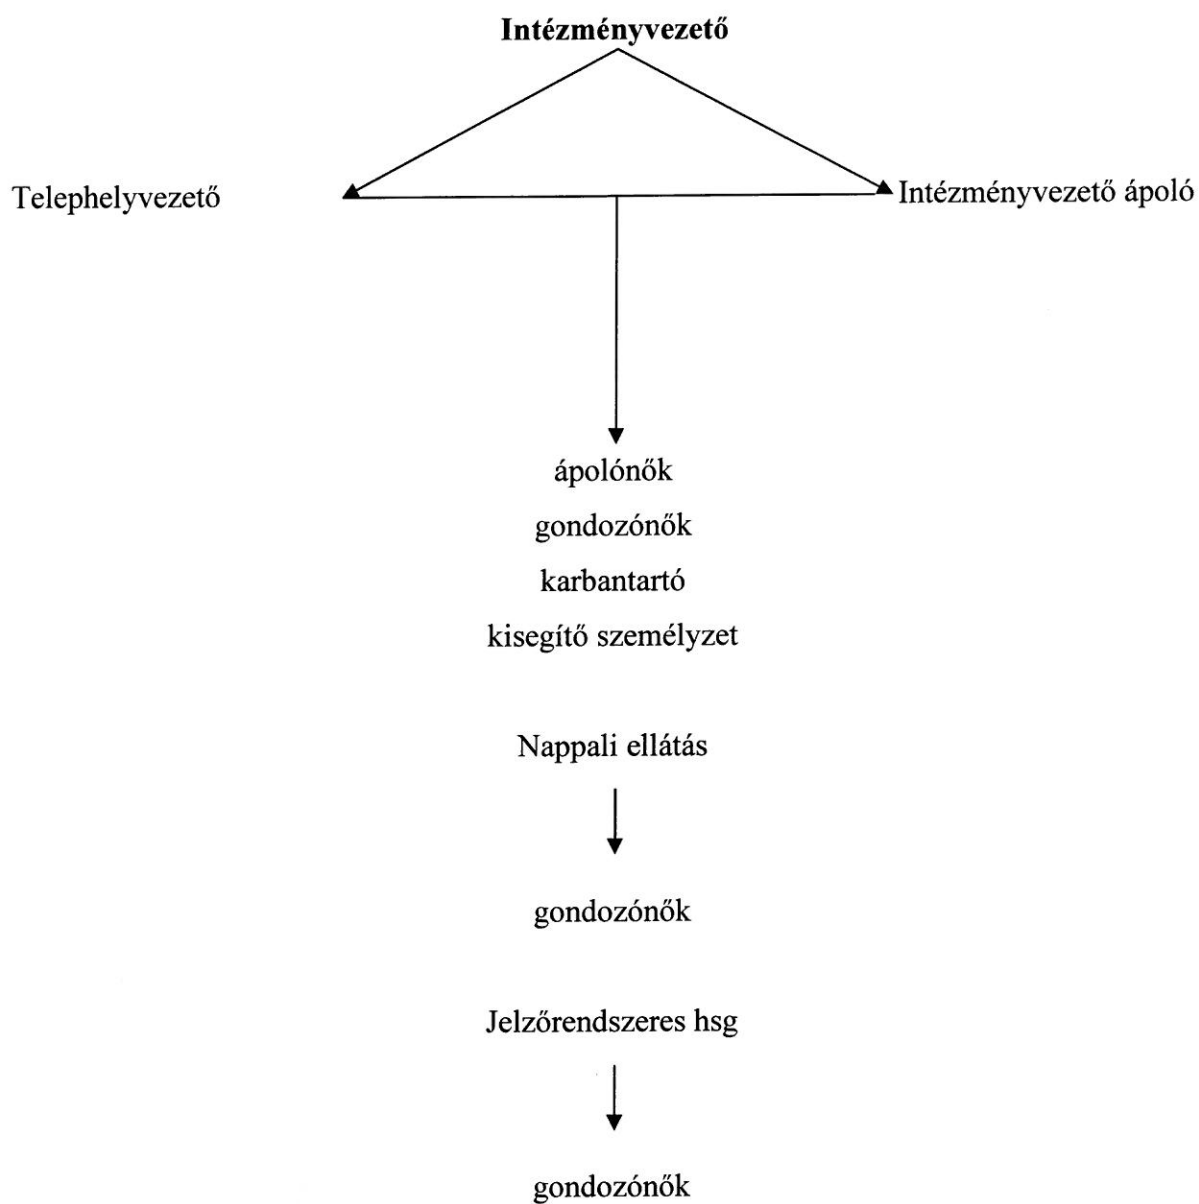 Intézményvezető
Telephelyvezető
Intézményvezető ápoló
ápolónők
gondozónők
karbantartó
kisegítő személyzet
Nappali ellátás
gondozónők
Jelzőrendszeres hsg
gondozónők